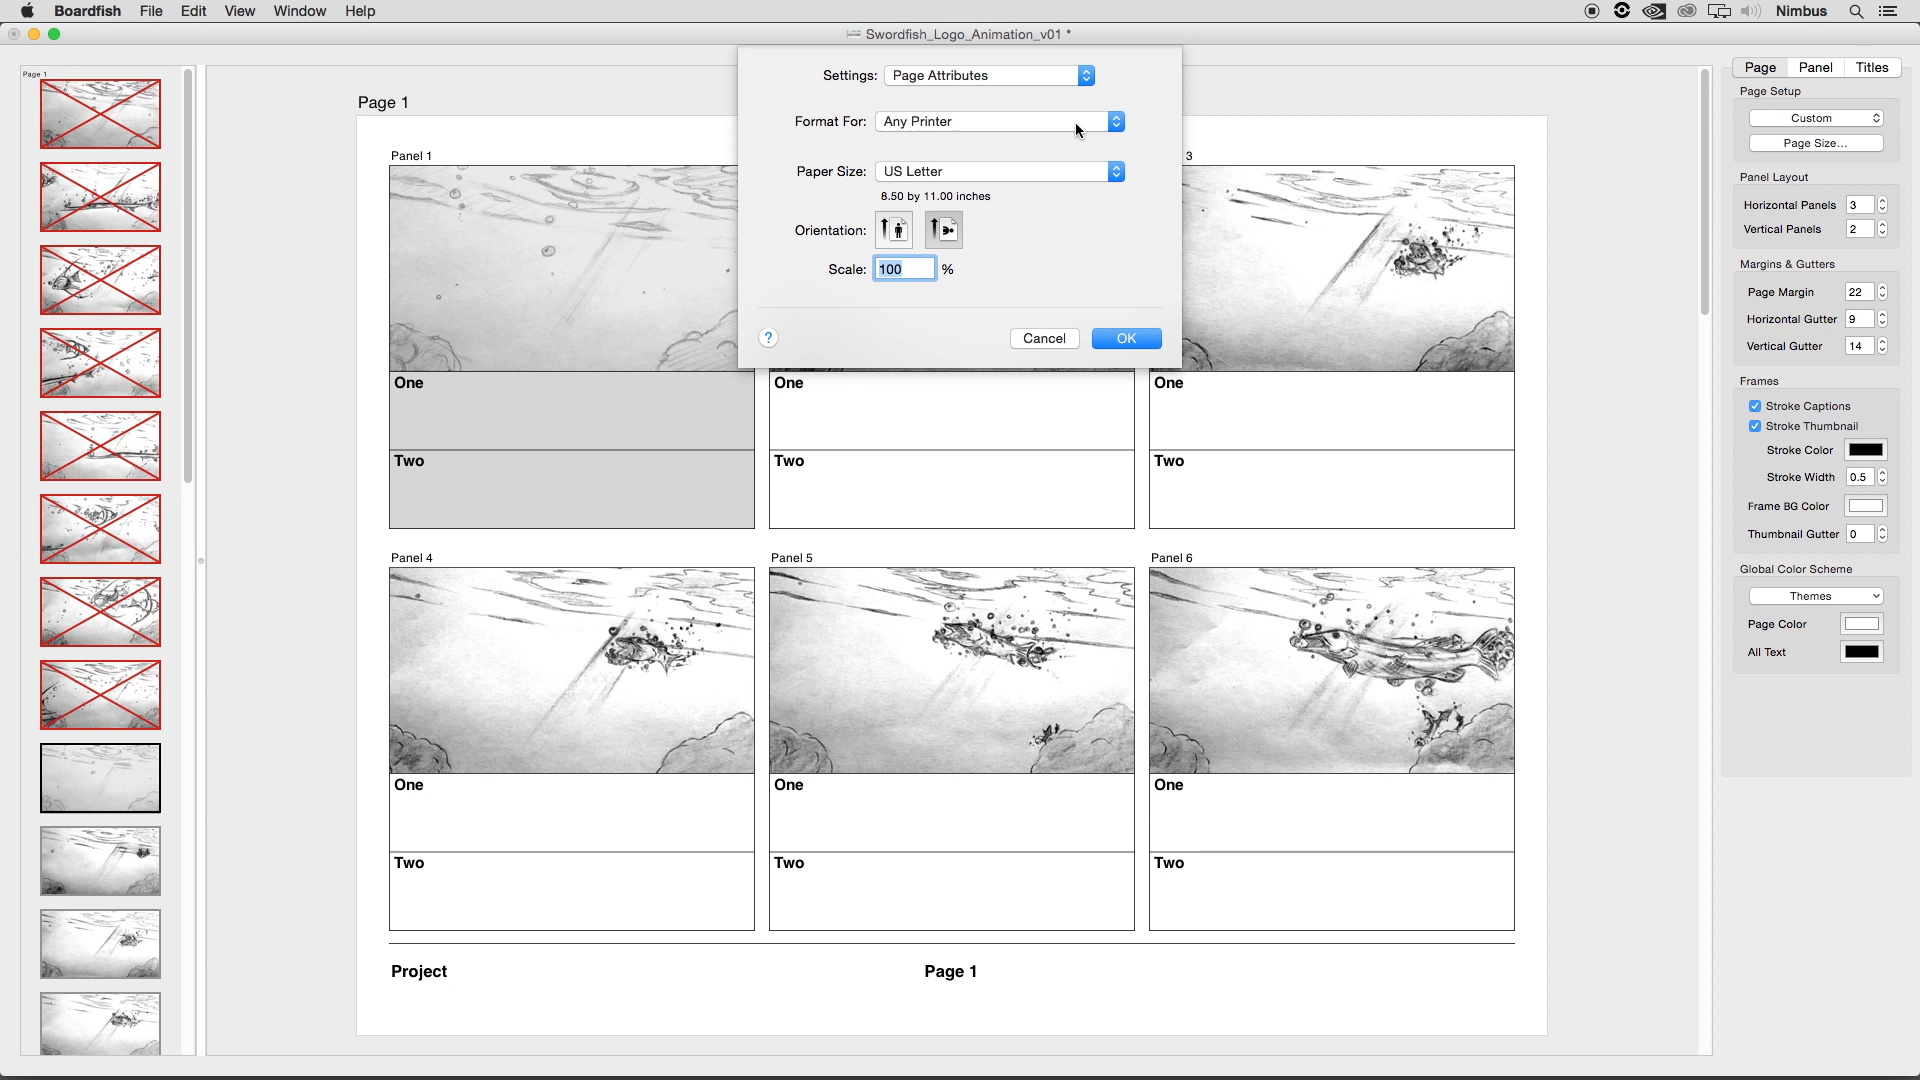 Boardfish File Edit View Window Help Nimbus
Swordfish_Logo_Animation_v01 *
Page 1
Page 1
Settings: Page Attributes
Format For: Any Printer
Paper Size: US Letter
8.50 by 11.00 inches
Orientation:
Scale: 100 %
? Cancel OK
Panel 1
3
One
One
One
Two
Two
Two
Panel 4
Panel 5
Panel 6
One
One
One
Two
Two
Two
Project
Page 1
Page Panel Titles
Page Setup
Custom
Page Size...
Panel Layout
Horizontal Panels 3
Vertical Panels 2
Margins & Gutters
Page Margin 22
Horizontal Gutter 9
Vertical Gutter 14
Frames
Stroke Captions
Stroke Thumbnail
Stroke Color
Stroke Width 0.5
Frame BG Color
Thumbnail Gutter 0
Global Color Scheme
Themes
Page Color
All Text